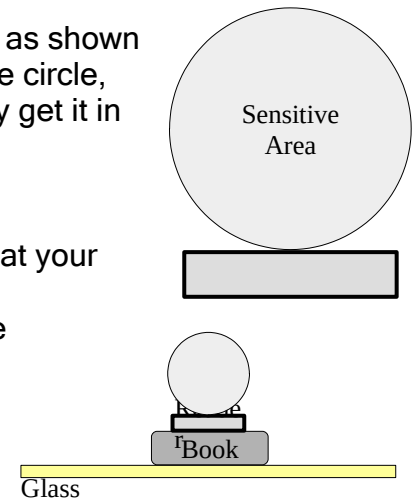 as shown
e circle,
y get it in
at your
e
Sensitive
Area
Book
Glass